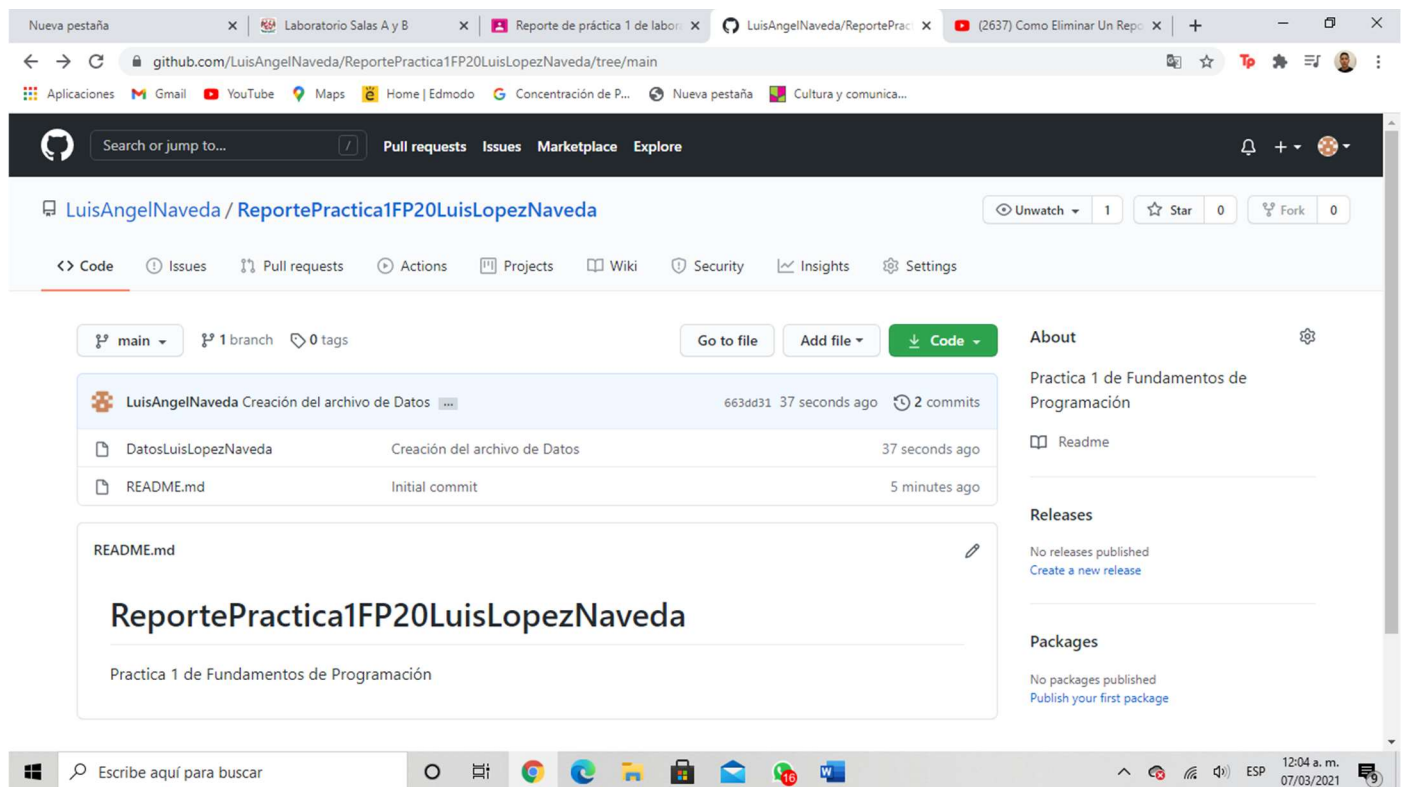 Nueva pestaña Laboratorio Salas A y B Reporte de práctica 1 de labor LuisAngelNaveda/ReportePrac (2637) Como Eliminar Un Repo
github.com/LuisAngelNaveda/ReportePractica1FP20LuisLopezNaveda/tree/main Tp
Aplicaciones Gmail YouTube Maps Home | Edmodo Concentración de P... Nueva pestaña Cultura y comunica...
Search or jump to... / Pull requests Issues Marketplace Explore
LuisAngelNaveda / ReportePractica1FP20LuisLopezNaveda Unwatch 1 Star 0 Fork 0
<> Code Issues Pull requests Actions Projects Wiki Security Insights Settings
main 1 branch 0 tags Go to file Add file Code
LuisAngelNaveda Creación del archivo de Datos ... 663dd31 37 seconds ago 2 commits
DatosLuisLopezNaveda Creación del archivo de Datos 37 seconds ago
README.md Initial commit 5 minutes ago
README.md
ReportePractica1FP20LuisLopezNaveda
Practica 1 de Fundamentos de Programación
About
Practica 1 de Fundamentos de
Programación
Readme
Releases
No releases published
Create a new release
Packages
No packages published
Publish your first package
Escribe aquí para buscar 16 W ESP 12:04 a. m.
07/03/2021 9